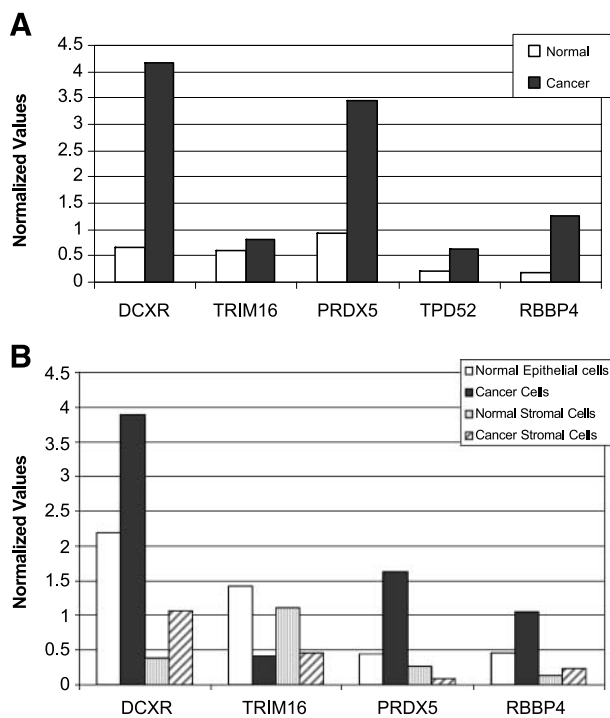 A
Normalized Values
4.5
4
3.5
3
2.5
2
1.5
1
0.5
0
Normal
Cancer
DCXR TRIM16 PRDX5 TPD52 RBBP4
B
Normalized Values
4.5
4
3.5
3
2.5
2
1.5
1
0.5
0
Normal Epithelial cells
Cancer Cells
Normal Stromal Cells
Cancer Stromal Cells
DCXR TRIM16 PRDX5 RBBP4